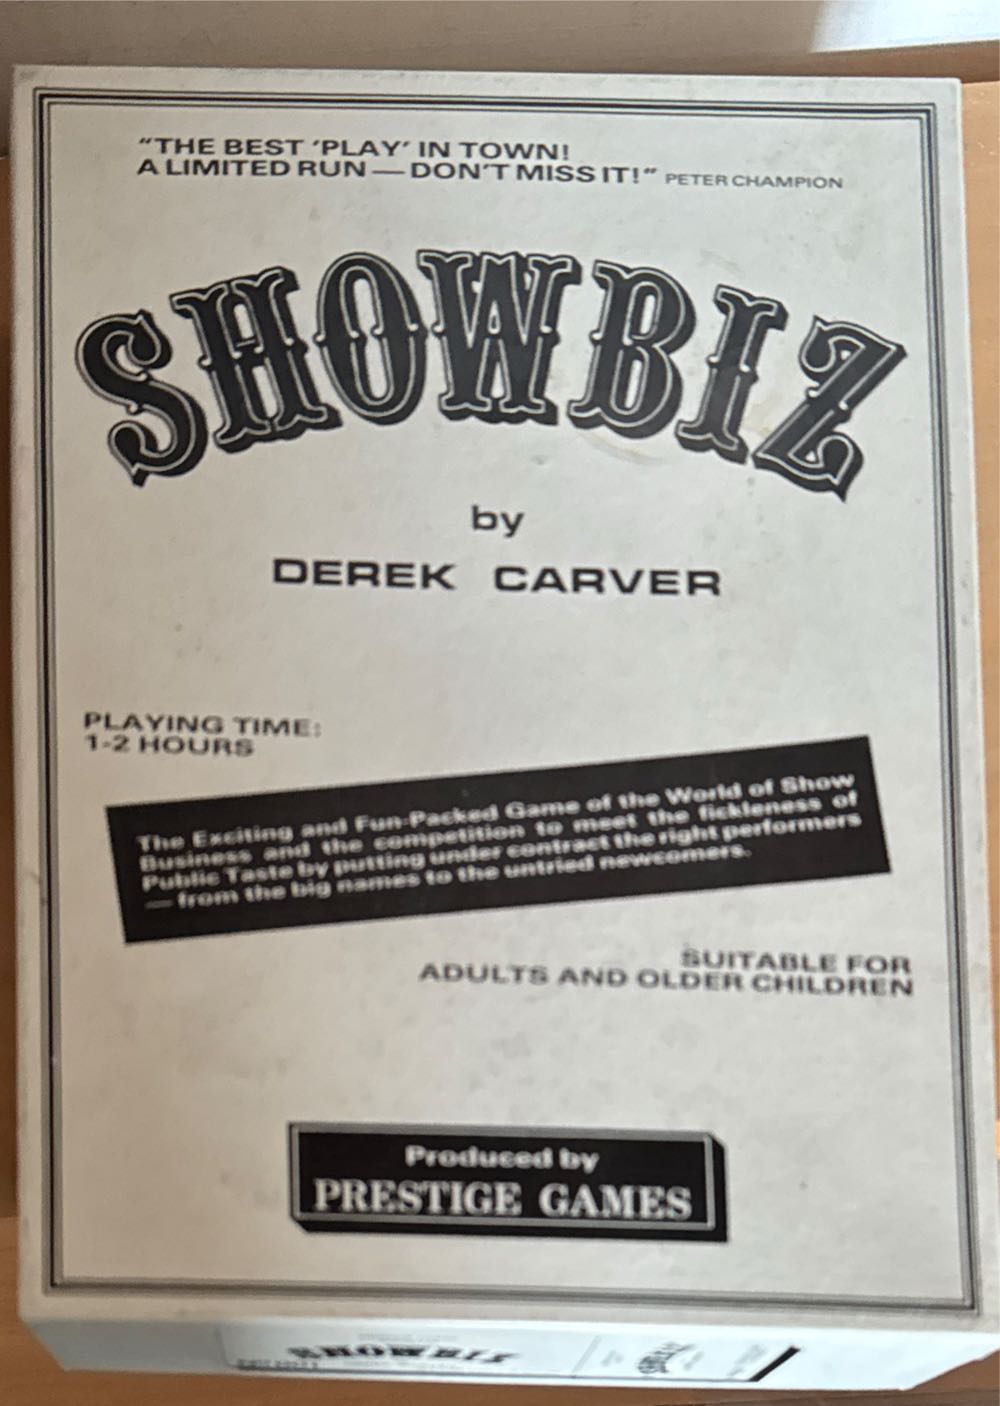 "THE BEST 'PLAY' IN TOWN!
A LIMITED RUN — DON'T MISS IT!" PETER CHAMPION
SHOWBIZ
by
DEREK CARVER
PLAYING TIME:
1-2 HOURS
The Exciting and Fun-Packed Game of the World of Show
Business and the competition to meet the fickleness of
Public Taste by putting under contract the right performers
— from the big names to the untried newcomers.
SUITABLE FOR
ADULTS AND OLDER CHILDREN
Produced by
PRESTIGE GAMES
SHOWBIZ